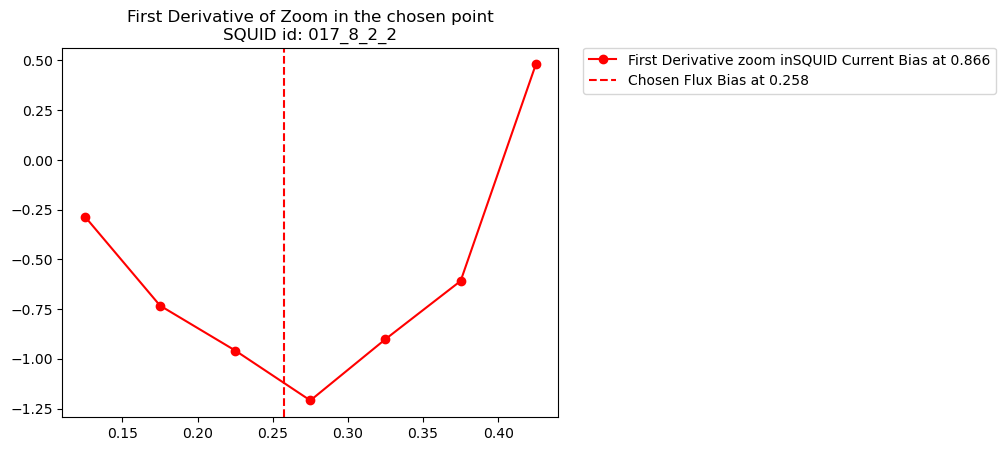 First Derivative of Zoom in the chosen point
SQUID id: 017_8_2_2
First Derivative zoom inSQUID Current Bias at 0.866
Chosen Flux Bias at 0.258
0.50
0.25
0.00
−0.25
−0.50
−0.75
−1.00
−1.25
0.15 0.20 0.25 0.30 0.35 0.40